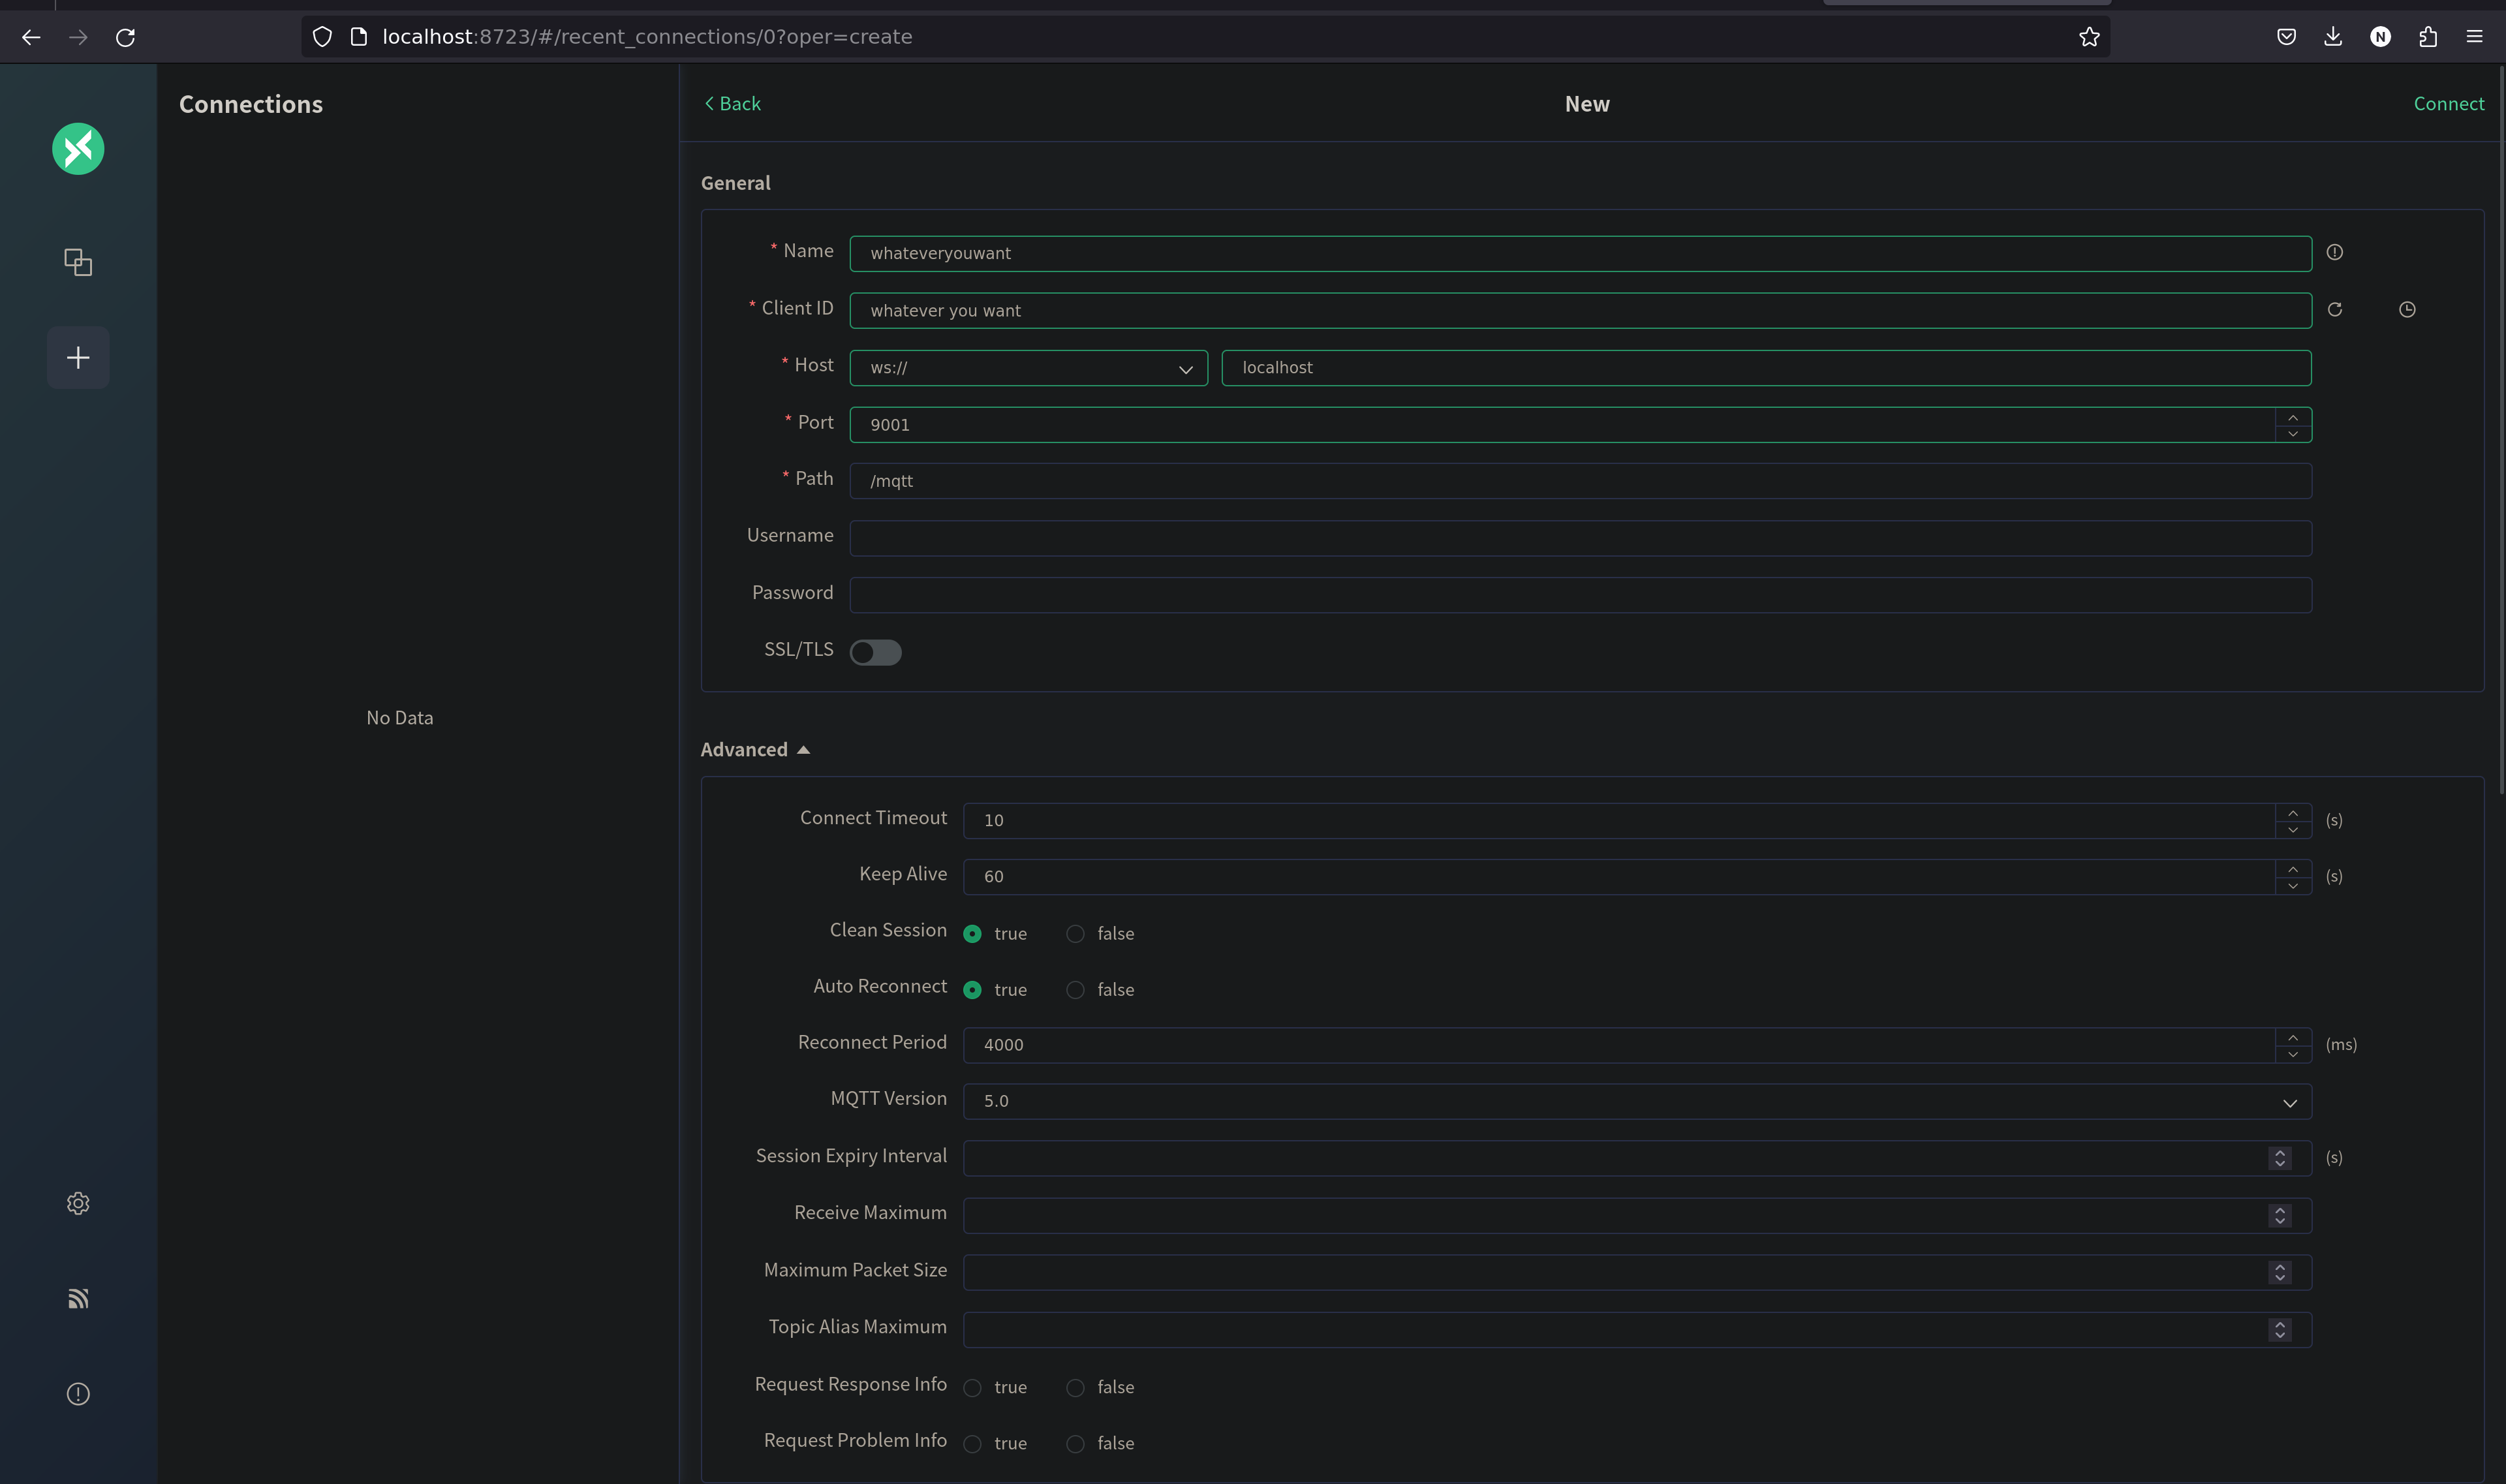 localhost:8723/#/recent_connections/0?oper=create
N
Connections
Back
New
Connect
General
* Name
whateveryouwant
* Client ID
whatever you want
* Host
ws://
localhost
* Port
9001
* Path
/mqtt
Username
Password
SSL/TLS
No Data
Advanced
Connect Timeout
10
(s)
Keep Alive
60
(s)
Clean Session
true
false
Auto Reconnect
true
false
Reconnect Period
4000
(ms)
MQTT Version
5.0
Session Expiry Interval
(s)
Receive Maximum
Maximum Packet Size
Topic Alias Maximum
Request Response Info
true
false
Request Problem Info
true
false